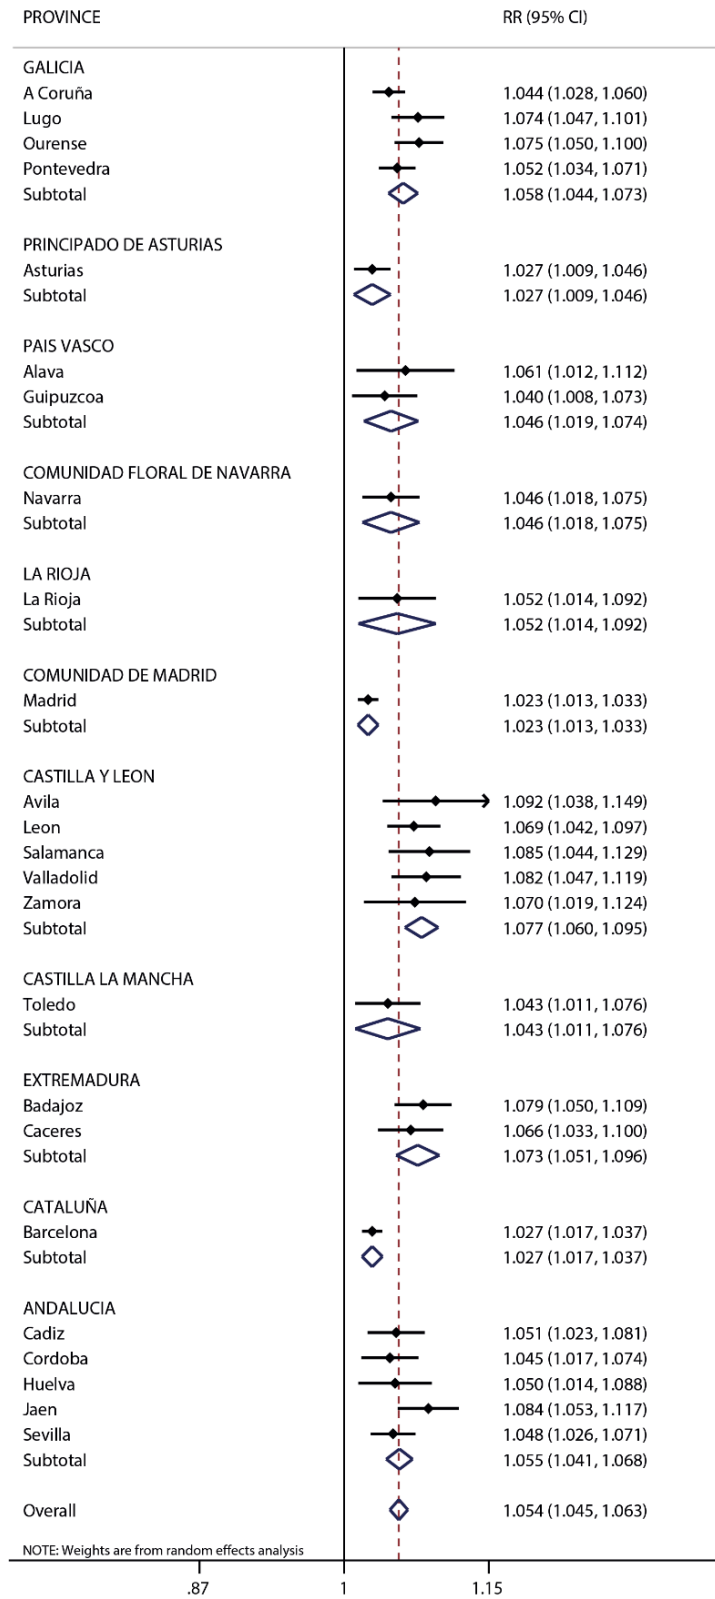 PROVINCE RR (95% CI)
GALICIA
A Coruña 1.044 (1.028, 1.060)
Lugo 1.074 (1.047, 1.101)
Ourense 1.075 (1.050, 1.100)
Pontevedra 1.052 (1.034, 1.071)
Subtotal 1.058 (1.044, 1.073)
PRINCIPADO DE ASTURIAS
Asturias 1.027 (1.009, 1.046)
Subtotal 1.027 (1.009, 1.046)
PAIS VASCO
Alava 1.061 (1.012, 1.112)
Guipuzcoa 1.040 (1.008, 1.073)
Subtotal 1.046 (1.019, 1.074)
COMUNIDAD FLORAL DE NAVARRA
Navarra 1.046 (1.018, 1.075)
Subtotal 1.046 (1.018, 1.075)
LA RIOJA
La Rioja 1.052 (1.014, 1.092)
Subtotal 1.052 (1.014, 1.092)
COMUNIDAD DE MADRID
Madrid 1.023 (1.013, 1.033)
Subtotal 1.023 (1.013, 1.033)
CASTILLA Y LEON
Avila 1.092 (1.038, 1.149)
Leon 1.069 (1.042, 1.097)
Salamanca 1.085 (1.044, 1.129)
Valladolid 1.082 (1.047, 1.119)
Zamora 1.070 (1.019, 1.124)
Subtotal 1.077 (1.060, 1.095)
CASTILLA LA MANCHA
Toledo 1.043 (1.011, 1.076)
Subtotal 1.043 (1.011, 1.076)
EXTREMADURA
Badajoz 1.079 (1.050, 1.109)
Caceres 1.066 (1.033, 1.100)
Subtotal 1.073 (1.051, 1.096)
CATALUÑA
Barcelona 1.027 (1.017, 1.037)
Subtotal 1.027 (1.017, 1.037)
ANDALUCIA
Cadiz 1.051 (1.023, 1.081)
Cordoba 1.045 (1.017, 1.074)
Huelva 1.050 (1.014, 1.088)
Jaen 1.084 (1.053, 1.117)
Sevilla 1.048 (1.026, 1.071)
Subtotal 1.055 (1.041, 1.068)
Overall 1.054 (1.045, 1.063)
NOTE: Weights are from random effects analysis
.87 1 1.15